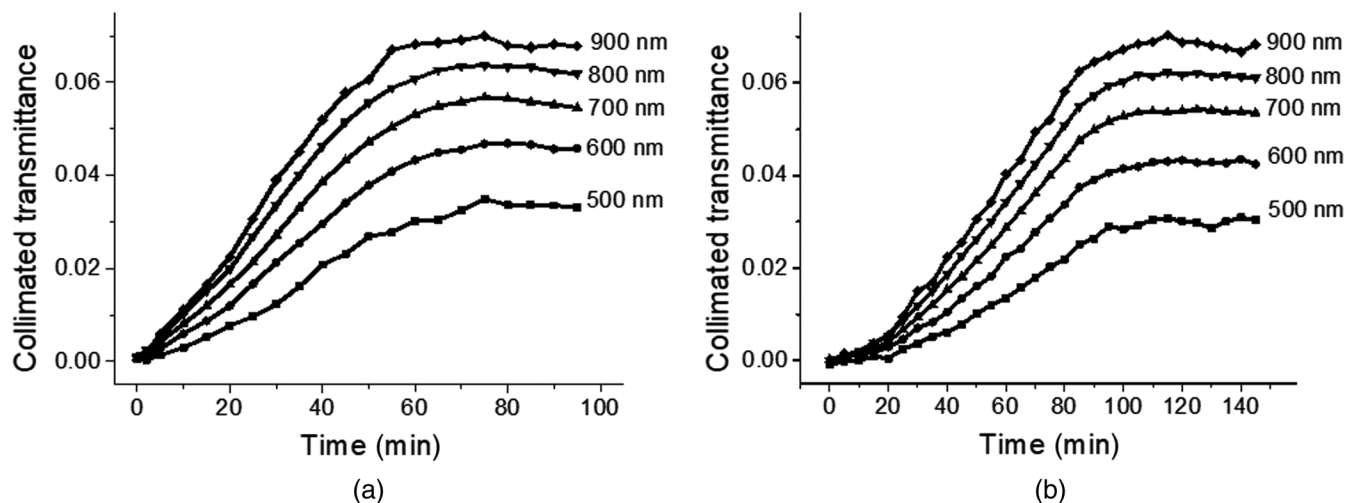 900 nm
800 nm
700 nm
600 nm
500 nm
0.06
0.04
0.02
0.00
Collimated transmittance
0 20 40 60 80 100
Time (min)
(a)
900 nm
800 nm
700 nm
600 nm
500 nm
0.06
0.04
0.02
0.00
Collimated transmittance
0 20 40 60 80 100 120 140
Time (min)
(b)